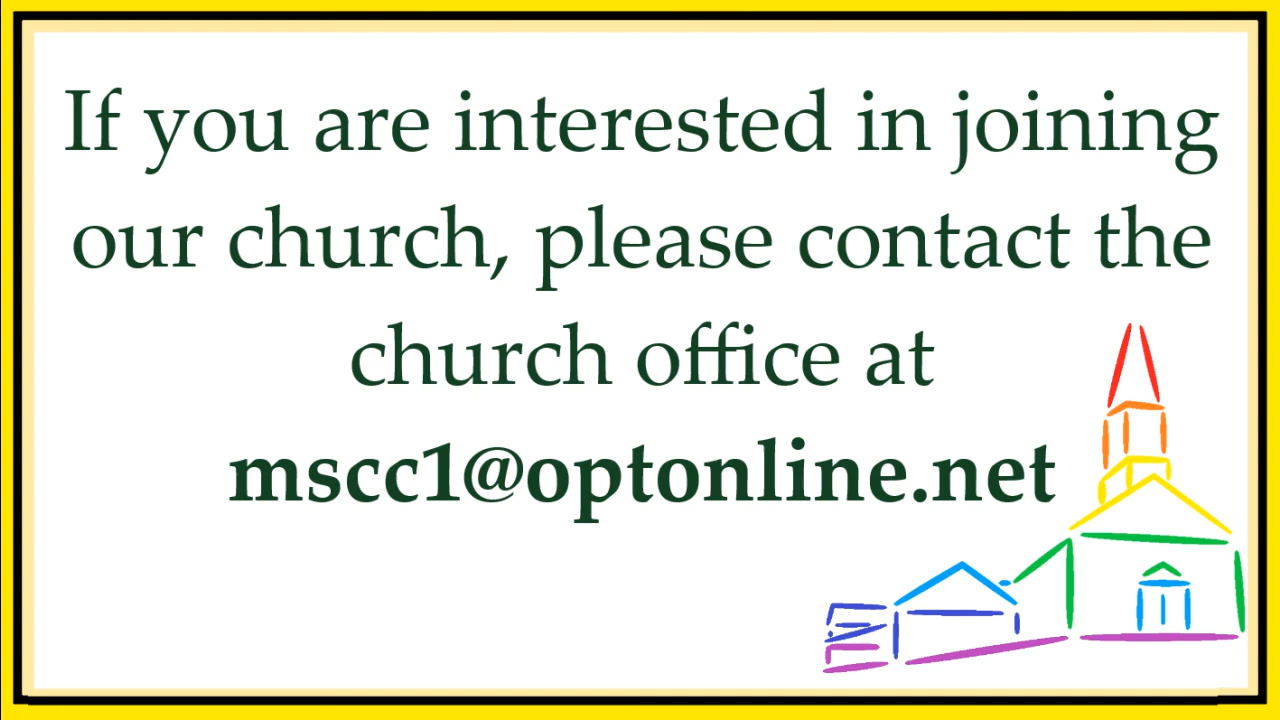 If you are interested in joining
our church, please contact the
church office at
mscc1@optonline.net